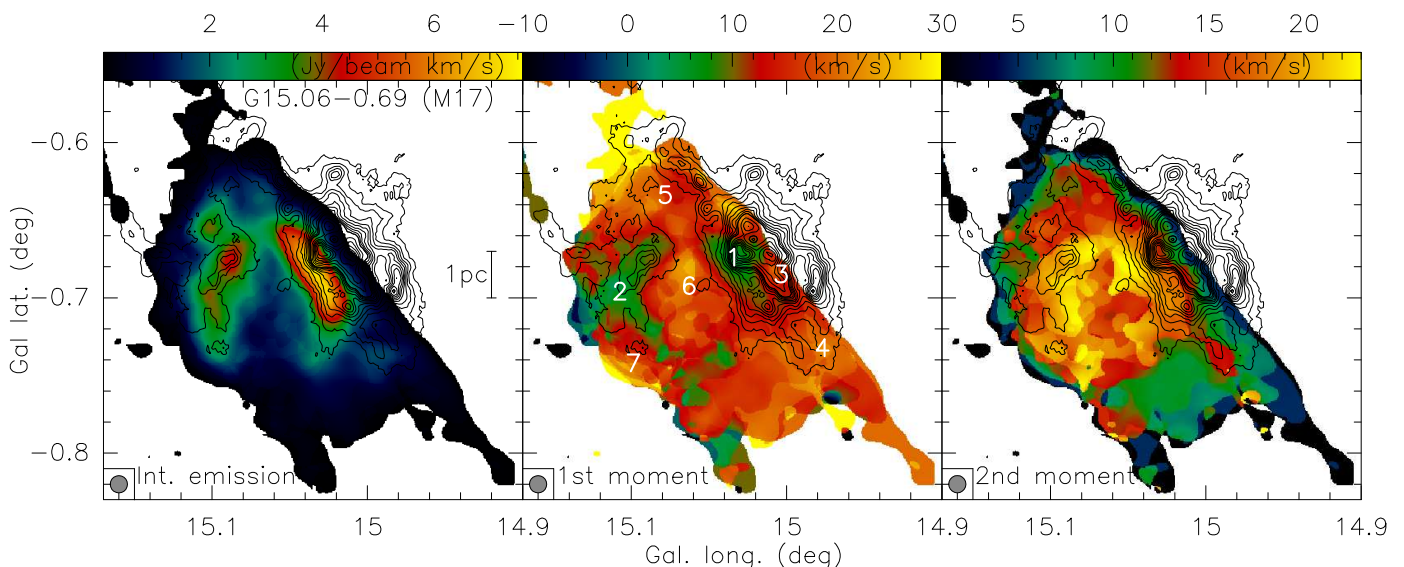 2 4 6 −10 0 10 20 30 5 10 15 20
(Jy/beam km/s) (km/s) (km/s)
G15.06−0.69 (M17)
−0.6
−0.7
−0.8
Gal lat. (deg)
1pc
5
1
3
2
6
4
7
Int. emission 1st moment 2nd moment
15.1 15 14.9 15.1 15 14.9 15.1 15 14.9
Gal. long. (deg)